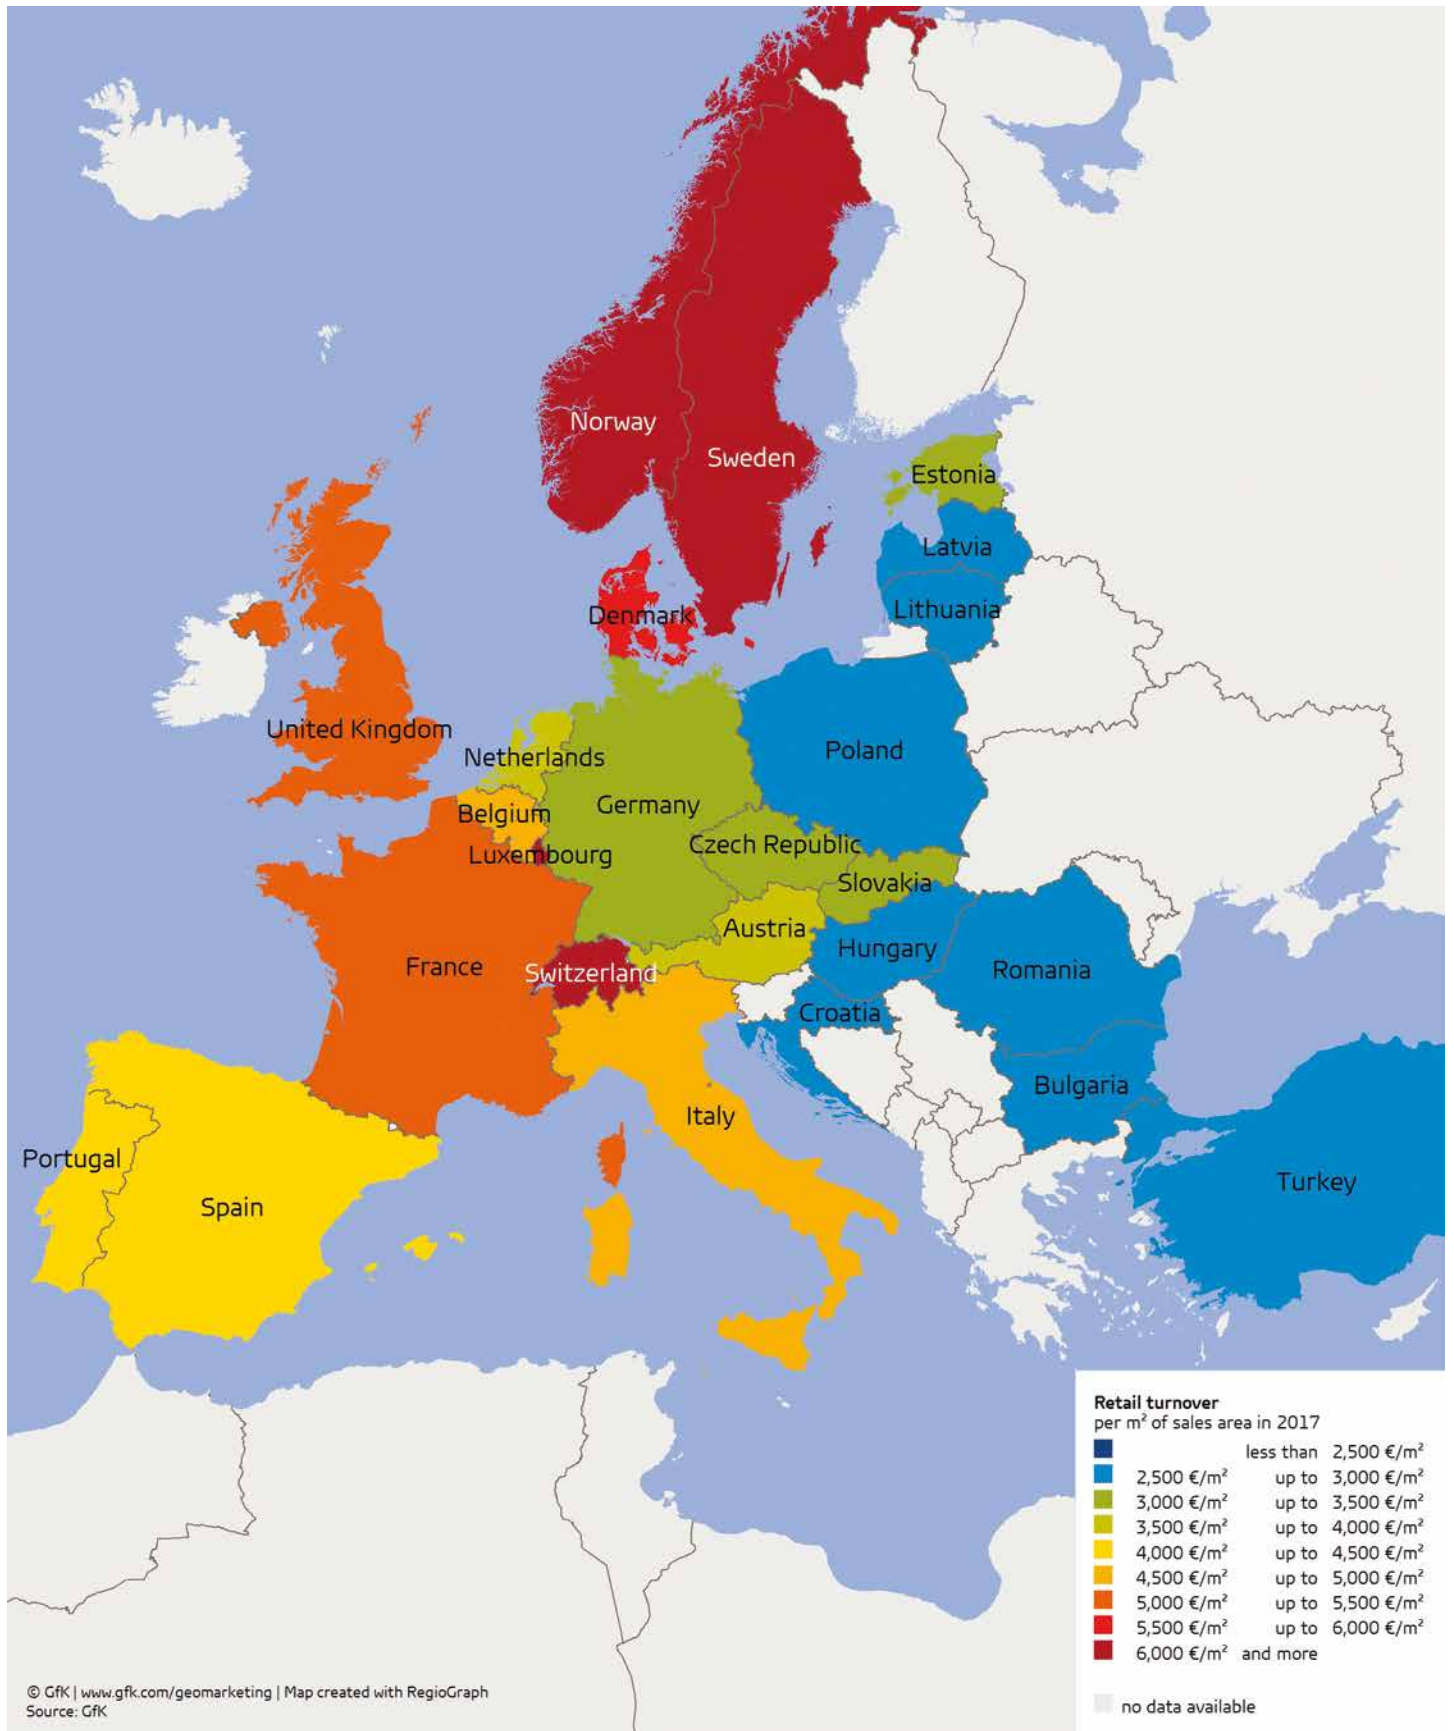 Norway
Sweden
Estonia
Latvia
Lithuania
Denmark
United Kingdom
Netherlands
Poland
Germany
Belgium
Czech Republic
Luxembourg
Slovakia
Austria
Hungary
France
Switzerland
Romania
Croatia
Bulgaria
Italy
Portugal
Turkey
Spain
Retail turnover
per m² of sales area in 2017
less than 2,500 €/m²
2,500 €/m² up to 3,000 €/m²
3,000 €/m² up to 3,500 €/m²
3,500 €/m² up to 4,000 €/m²
4,000 €/m² up to 4,500 €/m²
4,500 €/m² up to 5,000 €/m²
5,000 €/m² up to 5,500 €/m²
5,500 €/m² up to 6,000 €/m²
6,000 €/m² and more
no data available
© GfK | www.gfk.com/geomarketing | Map created with RegioGraph
Source: GfK